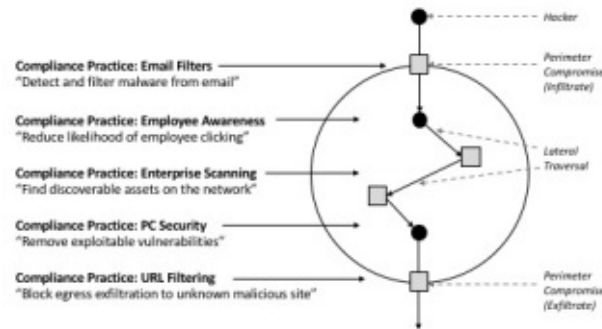 Compliance Practice: Email Filters
"Detect and filter malware from email"
Compliance Practice: Employee Awareness
"Reduce likelihood of employee clicking"
Compliance Practice: Enterprise Scanning
"Find discoverable assets on the network"
Compliance Practice: PC Security
"Remove exploitable vulnerabilities"
Compliance Practice: URL Filtering
"Block egress exfiltration to unknown malicious site"
Hacker
Perimeter
Compromise
(Infiltrate)
Lateral
Traversal
Perimeter
Compromise
(Exfiltrate)